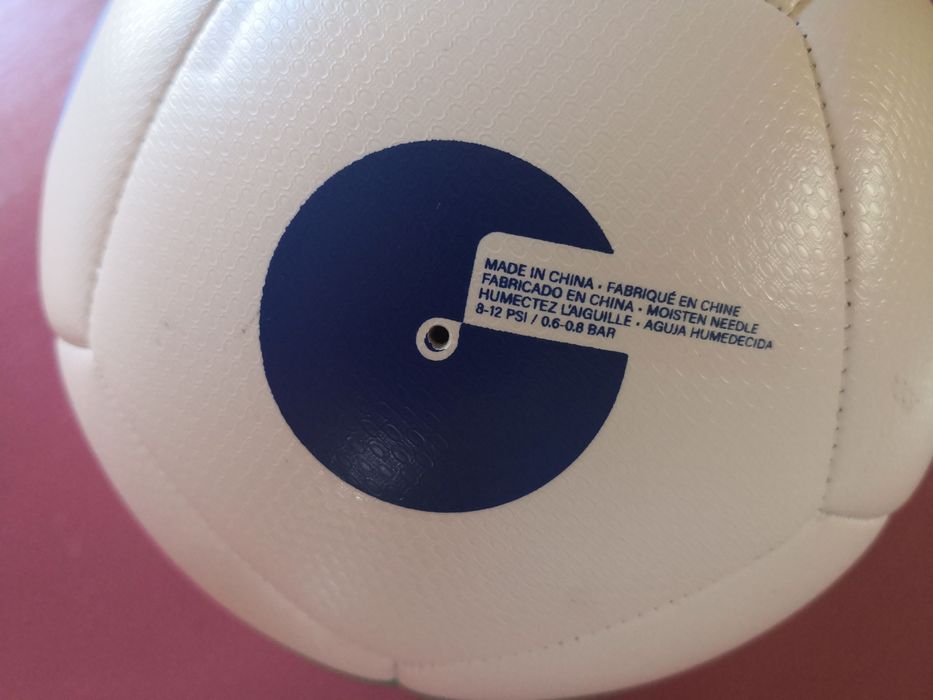 MADE IN CHINA · FABRIQUÉ EN CHINE
FABRICADO EN CHINA · MOISTEN NEEDLE
HUMECTEZ L'AIGUILLE · AGUJA HUMEDECIDA
8-12 PSI / 0.6-0.8 BAR